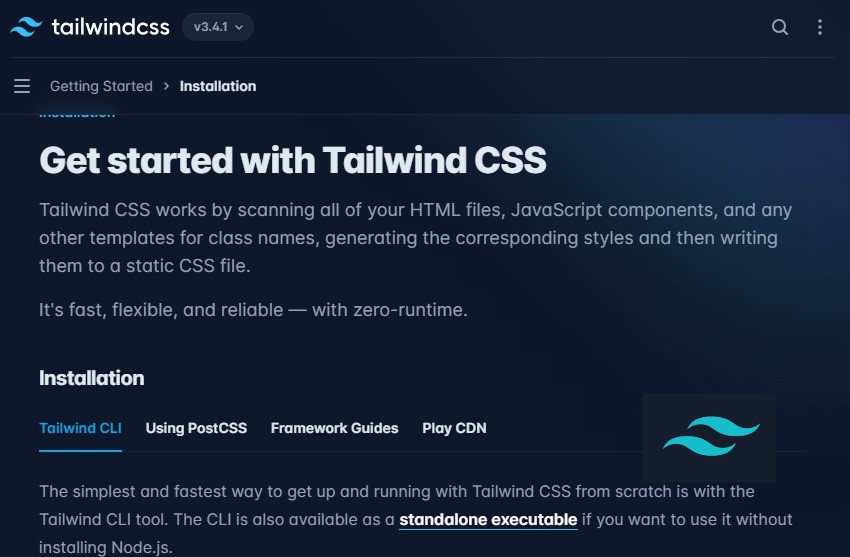 tailwindcss v3.4.1
Getting Started > Installation
Installation
Get started with Tailwind CSS
Tailwind CSS works by scanning all of your HTML files, JavaScript components, and any
other templates for class names, generating the corresponding styles and then writing
them to a static CSS file.
It's fast, flexible, and reliable — with zero-runtime.
Installation
Tailwind CLI Using PostCSS Framework Guides Play CDN
The simplest and fastest way to get up and running with Tailwind CSS from scratch is with the
Tailwind CLI tool. The CLI is also available as a standalone executable if you want to use it without
installing Node.js.